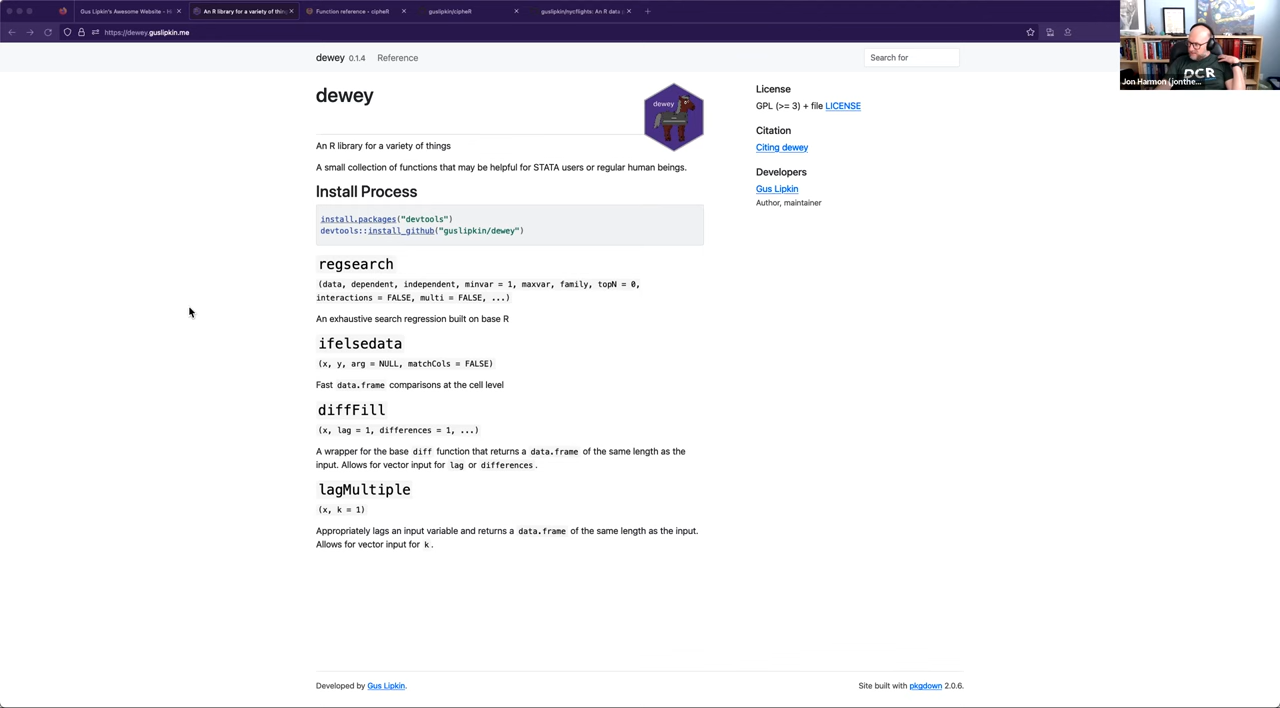 Gus Lipkin's Awesome Website - H
An R library for a variety of thin
Function reference - cipheR
guslipkin/cipheR
guslipkin/nycflights: An R data p
https://dewey.guslipkin.me
DCR
Jon Harmon (jonthe...
dewey 0.1.4 Reference
Search for
dewey
dewey
An R library for a variety of things
A small collection of functions that may be helpful for STATA users or regular human beings.
Install Process
install.packages("devtools")
devtools::install_github("guslipkin/dewey")
regsearch
(data, dependent, independent, minvar = 1, maxvar, family, topN = 0,
interactions = FALSE, multi = FALSE, ...)
An exhaustive search regression built on base R
ifelsedata
(x, y, arg = NULL, matchCols = FALSE)
Fast data.frame comparisons at the cell level
diffFill
(x, lag = 1, differences = 1, ...)
A wrapper for the base diff function that returns a data.frame of the same length as the
input. Allows for vector input for lag or differences.
lagMultiple
(x, k = 1)
Appropriately lags an input variable and returns a data.frame of the same length as the input.
Allows for vector input for k.
License
GPL (>= 3) + file LICENSE
Citation
Citing dewey
Developers
Gus Lipkin
Author, maintainer
Developed by Gus Lipkin.
Site built with pkgdown 2.0.6.